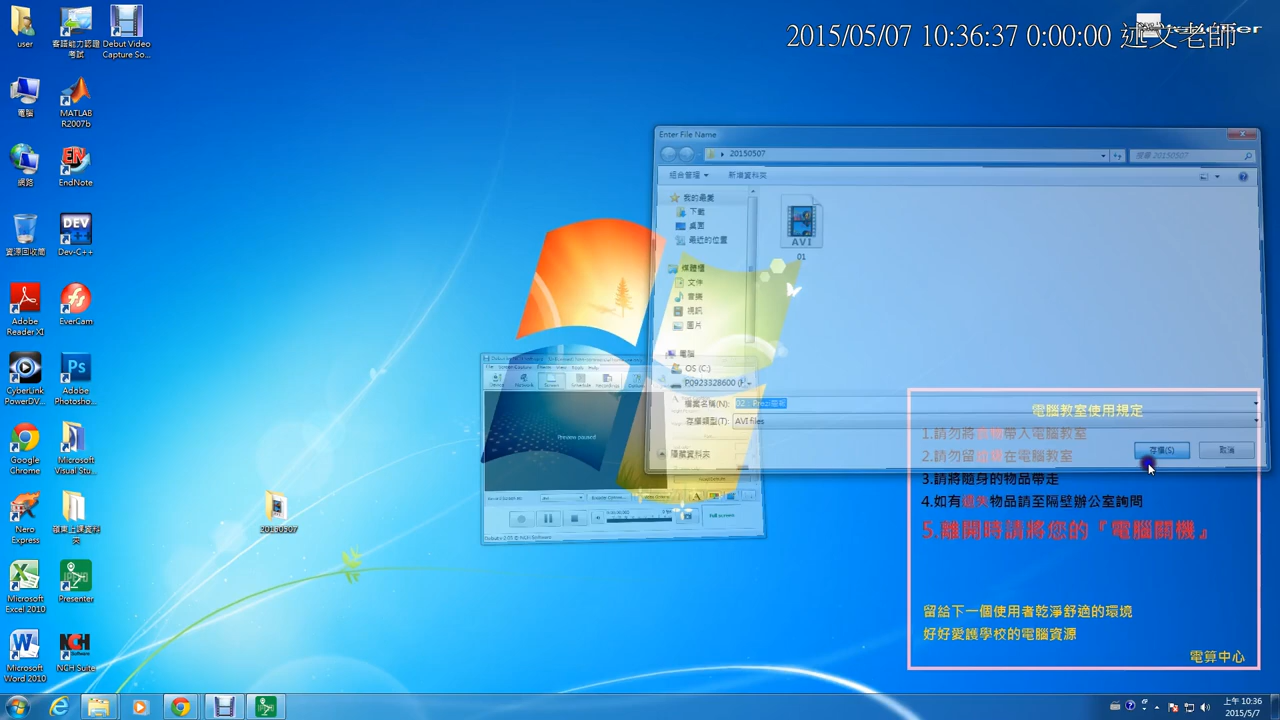 2015/05/07 10:36:37 0:00:00 述文老師
user
客語能力認證
考試
Debut Video
Capture So...
電腦
MATLAB
R2007b
網路
EndNote
資源回收筒
Dev-C++
Adobe
Reader XI
EverCam
CyberLink
PowerDV...
Adobe
Photosho...
Google
Chrome
Microsoft
Visual Stu...
Nero
Express
20150507
Microsoft
Excel 2010
Presenter
Microsoft
Word 2010
NCH Suite
Enter File Name
20150507
搜尋 20150507
組合管理
新增資料夾
我的最愛
下載
桌面
最近的位置
媒體櫃
文件
音樂
視訊
圖片
電腦
OS (C:)
P0923328600 (
AVI
01
檔案名稱(N):
存檔類型(T):
AVI files
隱藏資料夾
存檔(S)
取消
Preview paused
Full screen
電腦教室使用規定
1.請勿將食物帶入電腦教室
2.請勿留垃圾在電腦教室
3.請將隨身的物品帶走
4.如有遺失物品請至隔壁辦公室詢問
5.離開時請將您的『電腦關機』
留給下一個使用者乾淨舒適的環境
好好愛護學校的電腦資源
電算中心
上午 10:36
2015/5/7